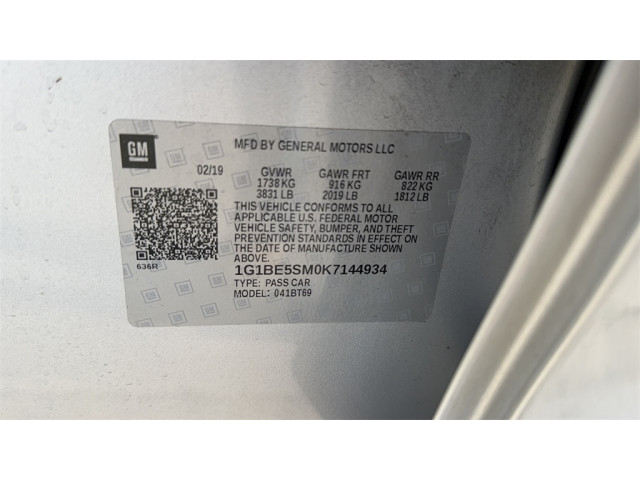 GM
MFD BY GENERAL MOTORS LLC
02/19 GVWR GAWR FRT GAWR RR
1738 KG 916 KG 822 KG
3831 LB 2019 LB 1812 LB
THIS VEHICLE CONFORMS TO ALL
APPLICABLE U.S. FEDERAL MOTOR
VEHICLE SAFETY, BUMPER, AND THEFT
PREVENTION STANDARDS IN EFFECT ON
THE DATE OF MANUFACTURE SHOWN
ABOVE.
636R
1G1BE5SM0K7144934
TYPE: PASS CAR
MODEL: 041BT69